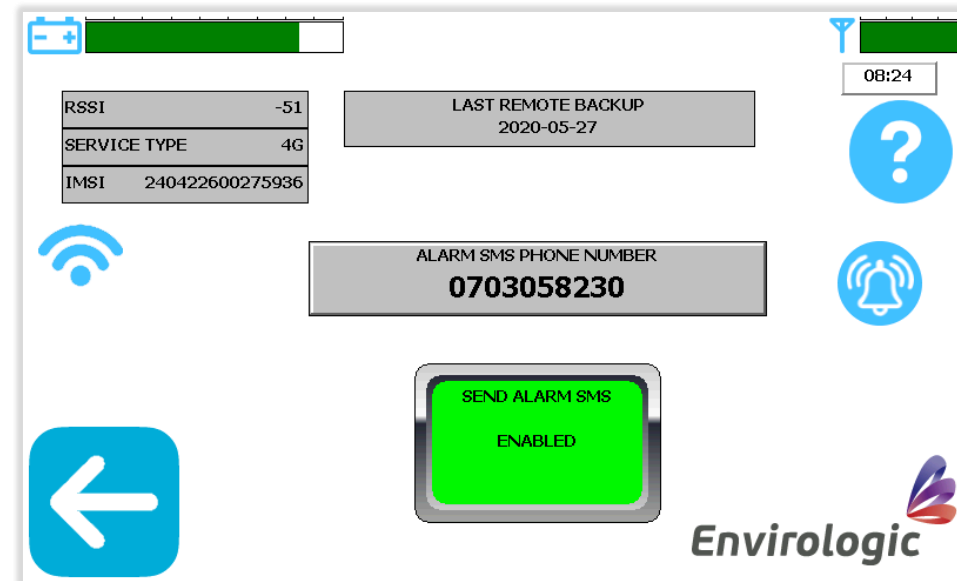 08:24
RSSI -51
SERVICE TYPE 4G
IMSI 240422600275936
LAST REMOTE BACKUP
2020-05-27
?
ALARM SMS PHONE NUMBER
0703058230
SEND ALARM SMS
ENABLED
Envirologic